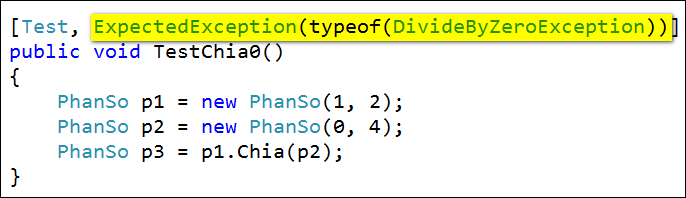 [Test, ExpectedException(typeof(DivideByZeroException))]
public void TestChia0()
{
    PhanSo p1 = new PhanSo(1, 2);
    PhanSo p2 = new PhanSo(0, 4);
    PhanSo p3 = p1.Chia(p2);
}